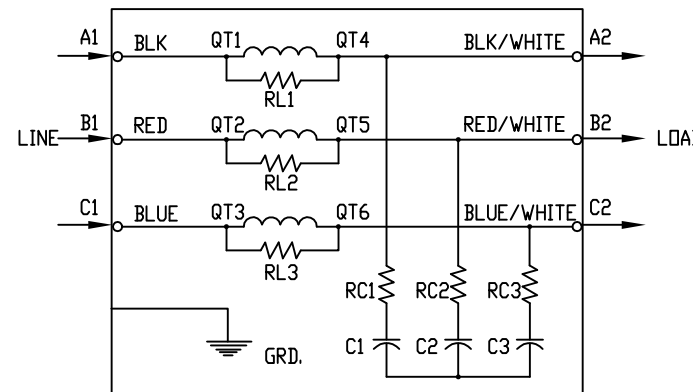 A1 BLK QT1 QT4 BLK/WHITE A2
RL1
LINE B1 RED QT2 QT5 RED/WHITE B2 LOA
RL2
C1 BLUE QT3 QT6 BLUE/WHITE C2
RL3
RC1 RC2 RC3
C1 C2 C3
GRD.